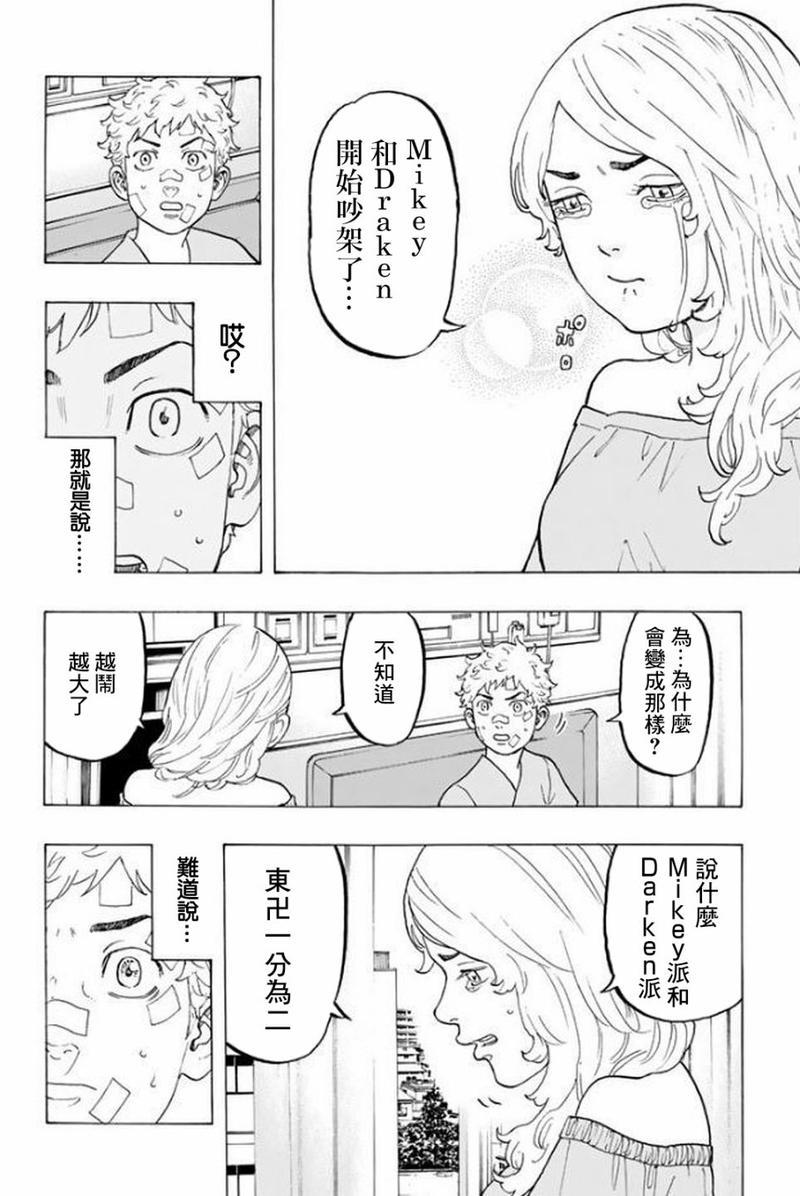 Mikey
和Draken
開始吵架了…
ポロ
哎?
那就是說……
為…為什麼
會變成那樣?
不知道
越鬧
越大了
說什麼
Mikey派和
Darken派
東卍一分為二
難道說…